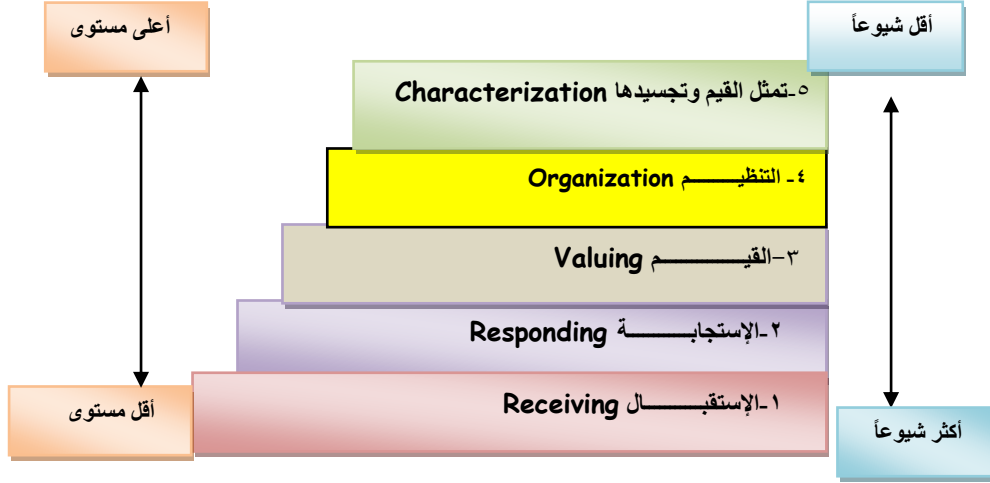 أقل شيوعاً
أعلى مستوى
٥-تمثل القيم وتجسيدها Characterization
٤- التنظيـــــــم Organization
٣-القيـــــــــم Valuing
٢-الإستجابـــــــة Responding
١-الإستقبـــــــال Receiving
أقل مستوى
أكثر شيوعاً